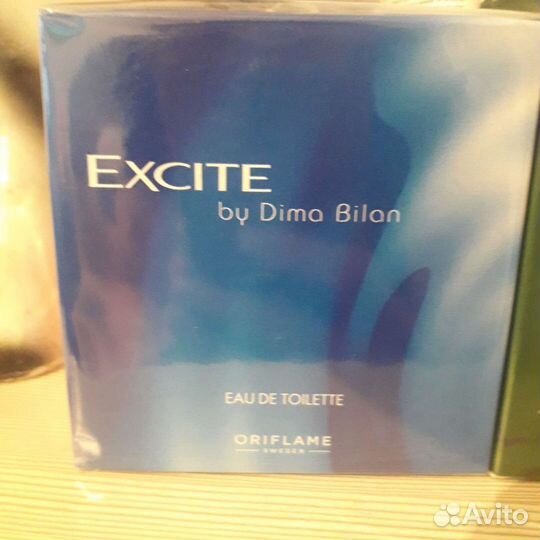 EXCITE
by Dima Bilan
EAU DE TOILETTE
ORIFLAME
SWEDEN
Avito